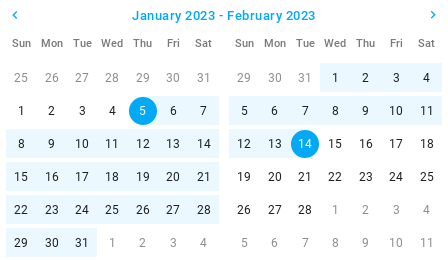 January 2023 - February 2023
Sun Mon Tue Wed Thu Fri Sat
25 26 27 28 29 30 31
1 2 3 4 5 6 7
8 9 10 11 12 13 14
15 16 17 18 19 20 21
22 23 24 25 26 27 28
29 30 31 1 2 3 4
Sun Mon Tue Wed Thu Fri Sat
29 30 31 1 2 3 4
5 6 7 8 9 10 11
12 13 14 15 16 17 18
19 20 21 22 23 24 25
26 27 28 1 2 3 4
5 6 7 8 9 10 11